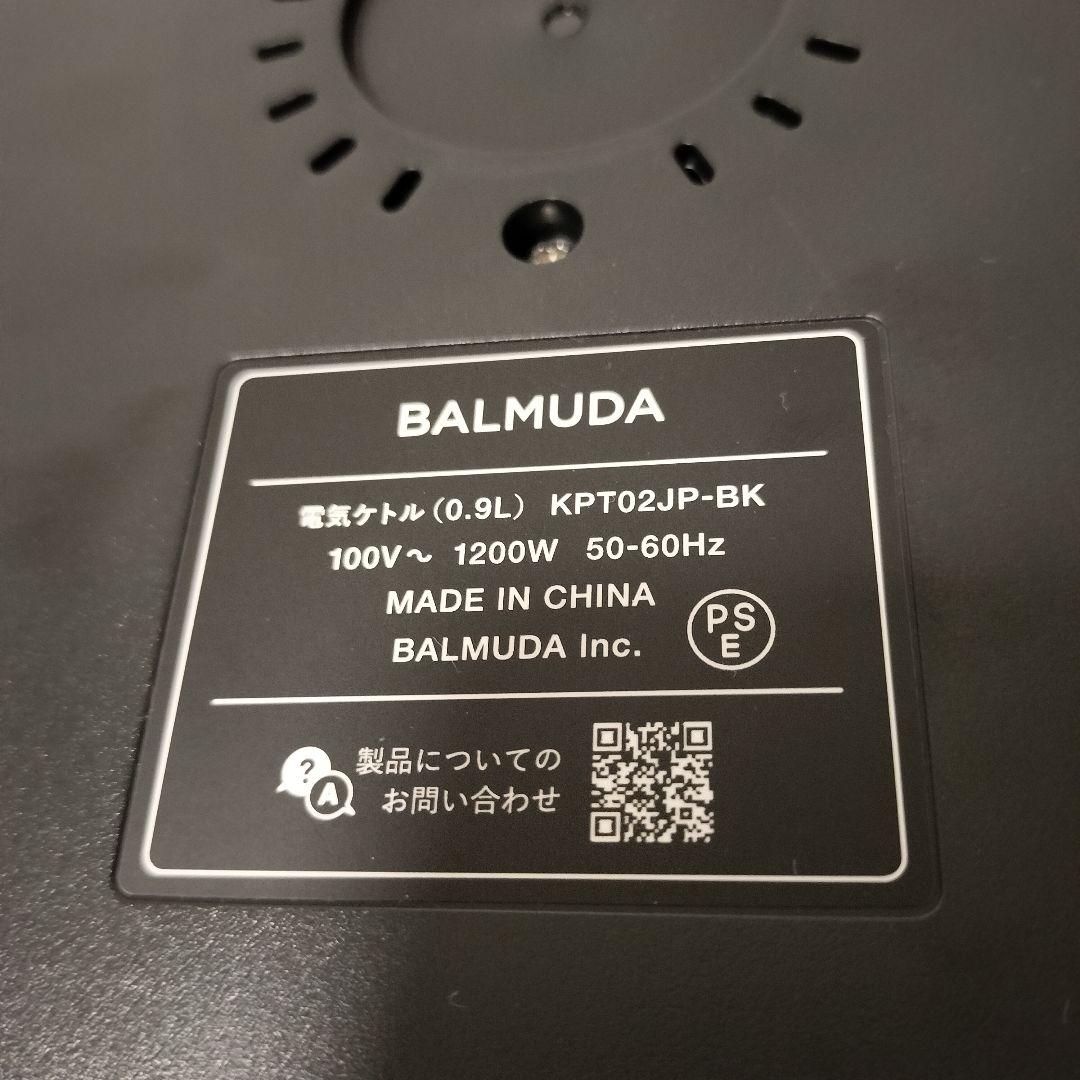 BALMUDA
電気ケトル(0.9L) KPT02JP-BK
100V〜 1200W 50-60Hz
MADE IN CHINA
BALMUDA Inc.
PS
E
?
A
製品についての
お問い合わせ